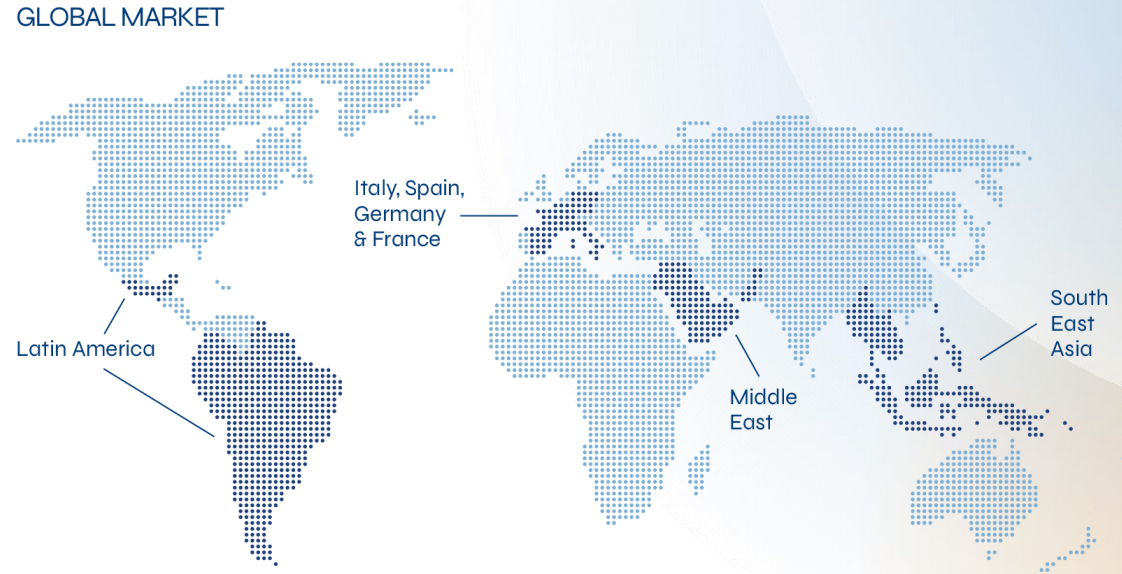 GLOBAL MARKET
Italy, Spain,
Germany
& France
Latin America
Middle
East
South
East
Asia